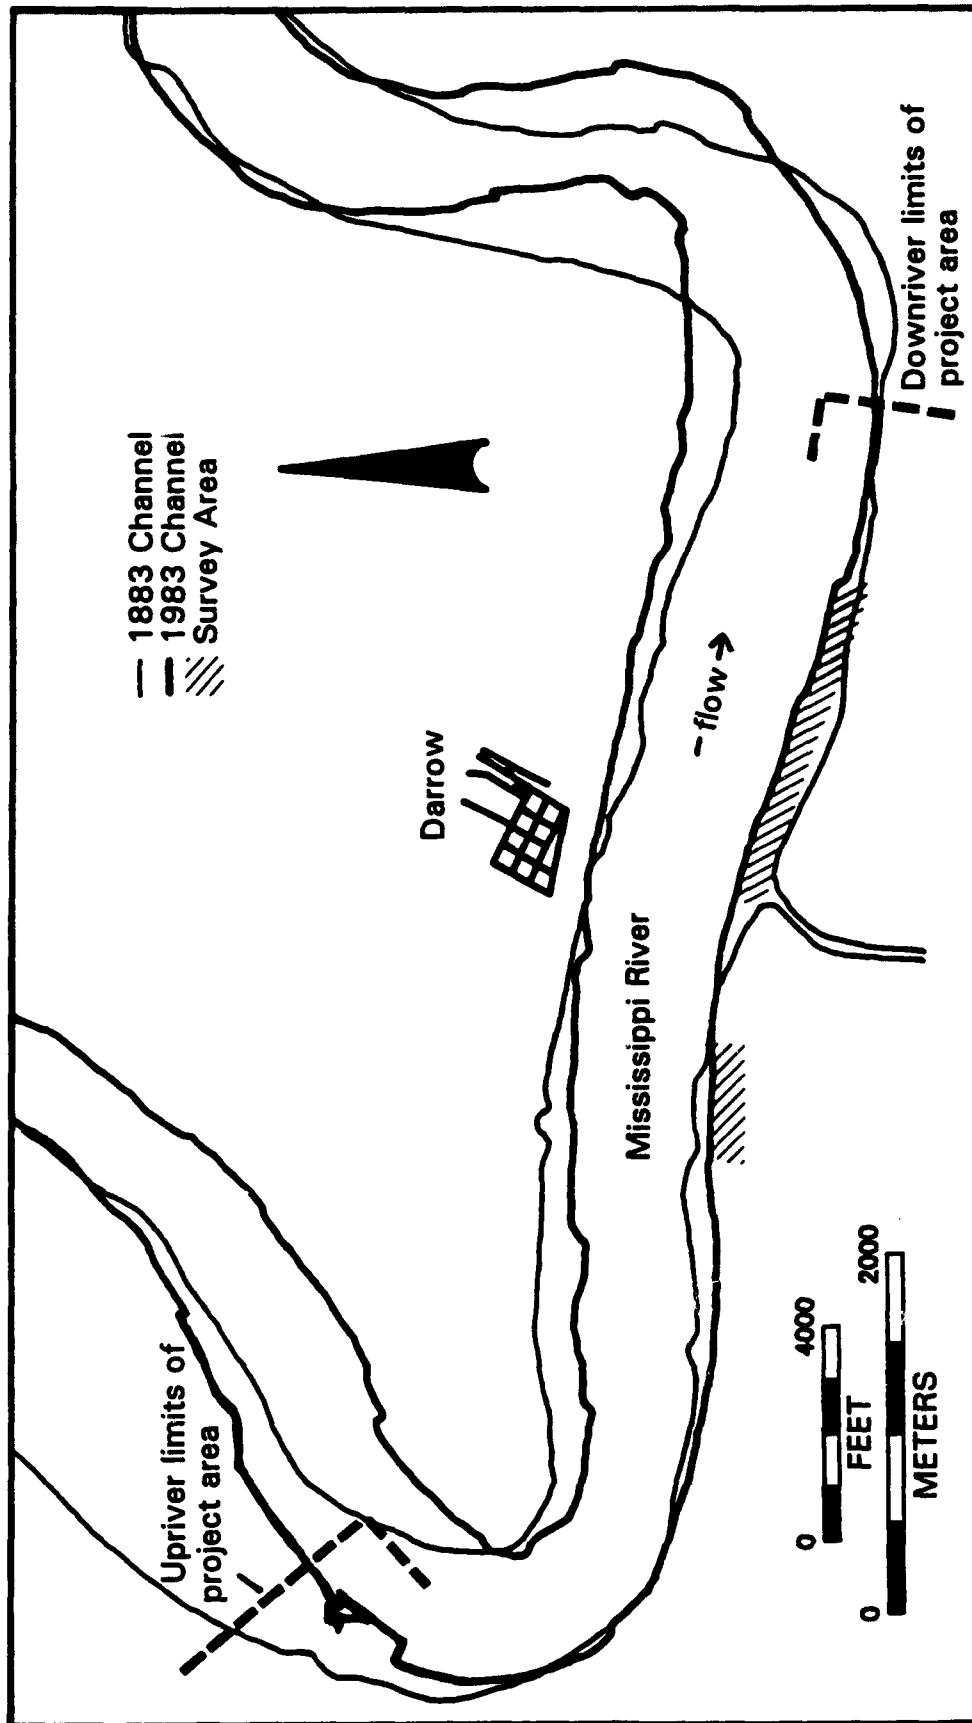 — 1883 Channel
— 1983 Channel
Survey Area
Darrow
Upriver limits of
project area
Mississippi River
– flow →
Downriver limits of
project area
0 4000
FEET
0 2000
METERS